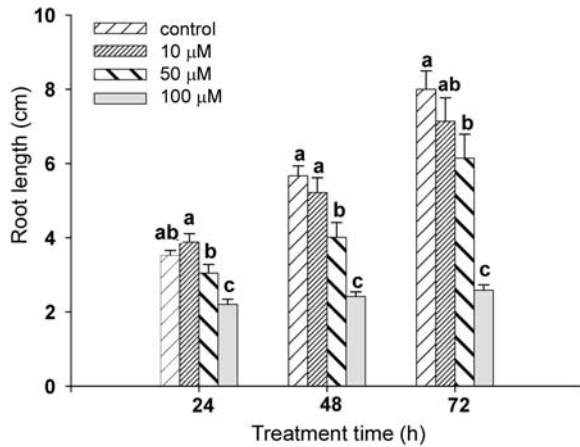 control
10 μM
50 μM
100 μM
Root length (cm)
10
8
6
4
2
0
ab a b c
a a b c
a ab b c
24 48 72
Treatment time (h)